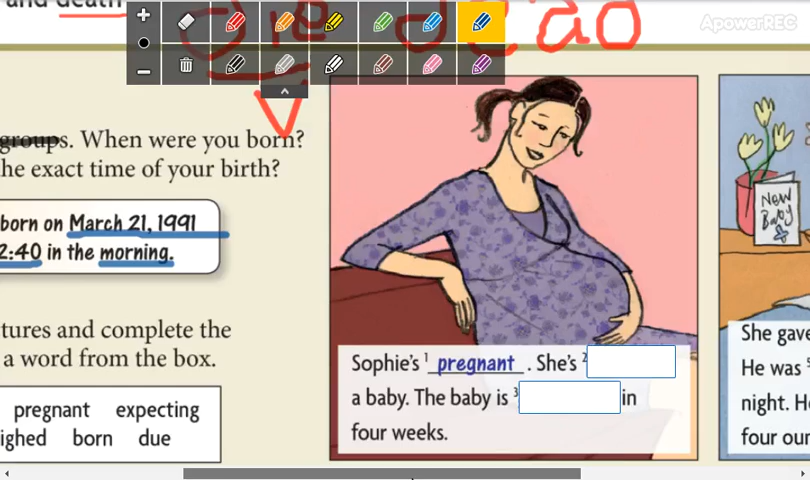 and death
ApowerREC
groups. When were you born?
he exact time of your birth?
born on March 21, 1991
2:40 in the morning.
tures and complete the
a word from the box.
pregnant expecting
ighed born due
Sophie's 1 pregnant. She's 2
a baby. The baby is 3 in
four weeks.
New
Baby
She gave
He was 5
night. H
four our